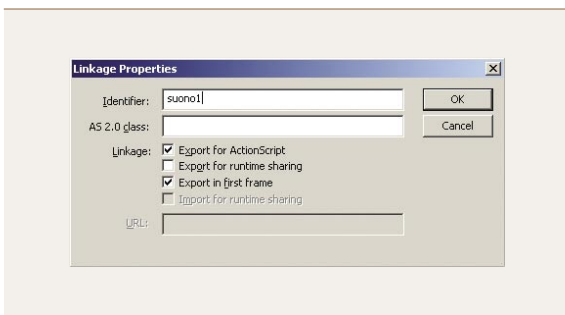 Linkage Properties
Identifier: suono1 OK
AS 2.0 class: Cancel
Linkage: Export for ActionScript
Export for runtime sharing
Export in first frame
Import for runtime sharing
URL: